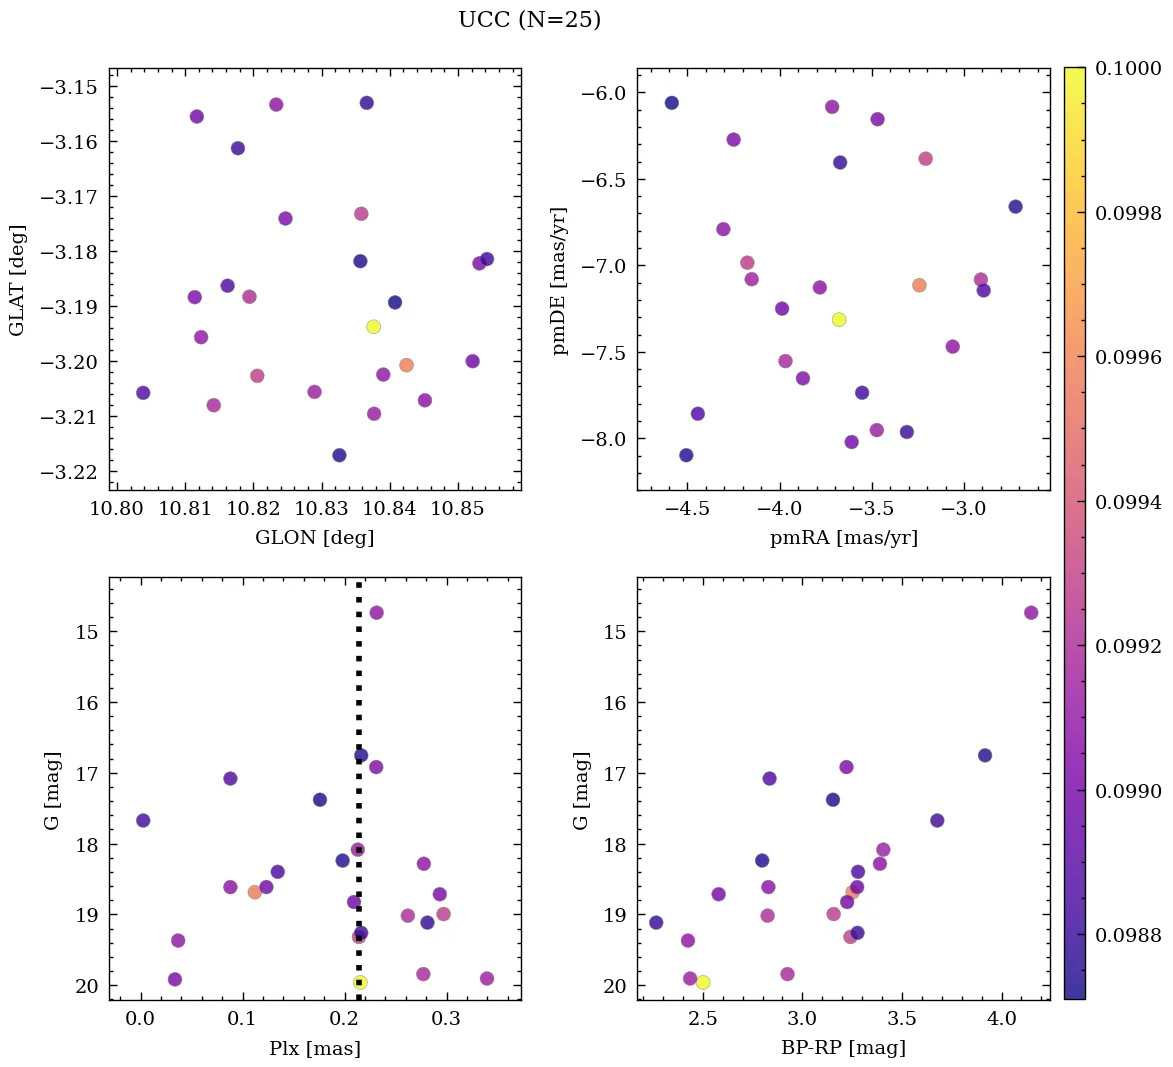 UCC (N=25)
−3.15
−3.16
−3.17
−3.18
−3.19
−3.20
−3.21
−3.22
GLAT [deg]
10.80 10.81 10.82 10.83 10.84 10.85
GLON [deg]
−6.0
−6.5
−7.0
−7.5
−8.0
pmDE [mas/yr]
−4.5 −4.0 −3.5 −3.0
pmRA [mas/yr]
0.1000
0.0998
0.0996
0.0994
0.0992
0.0990
0.0988
15
16
17
18
19
20
G [mag]
0.0 0.1 0.2 0.3
Plx [mas]
15
16
17
18
19
20
G [mag]
2.5 3.0 3.5 4.0
BP-RP [mag]